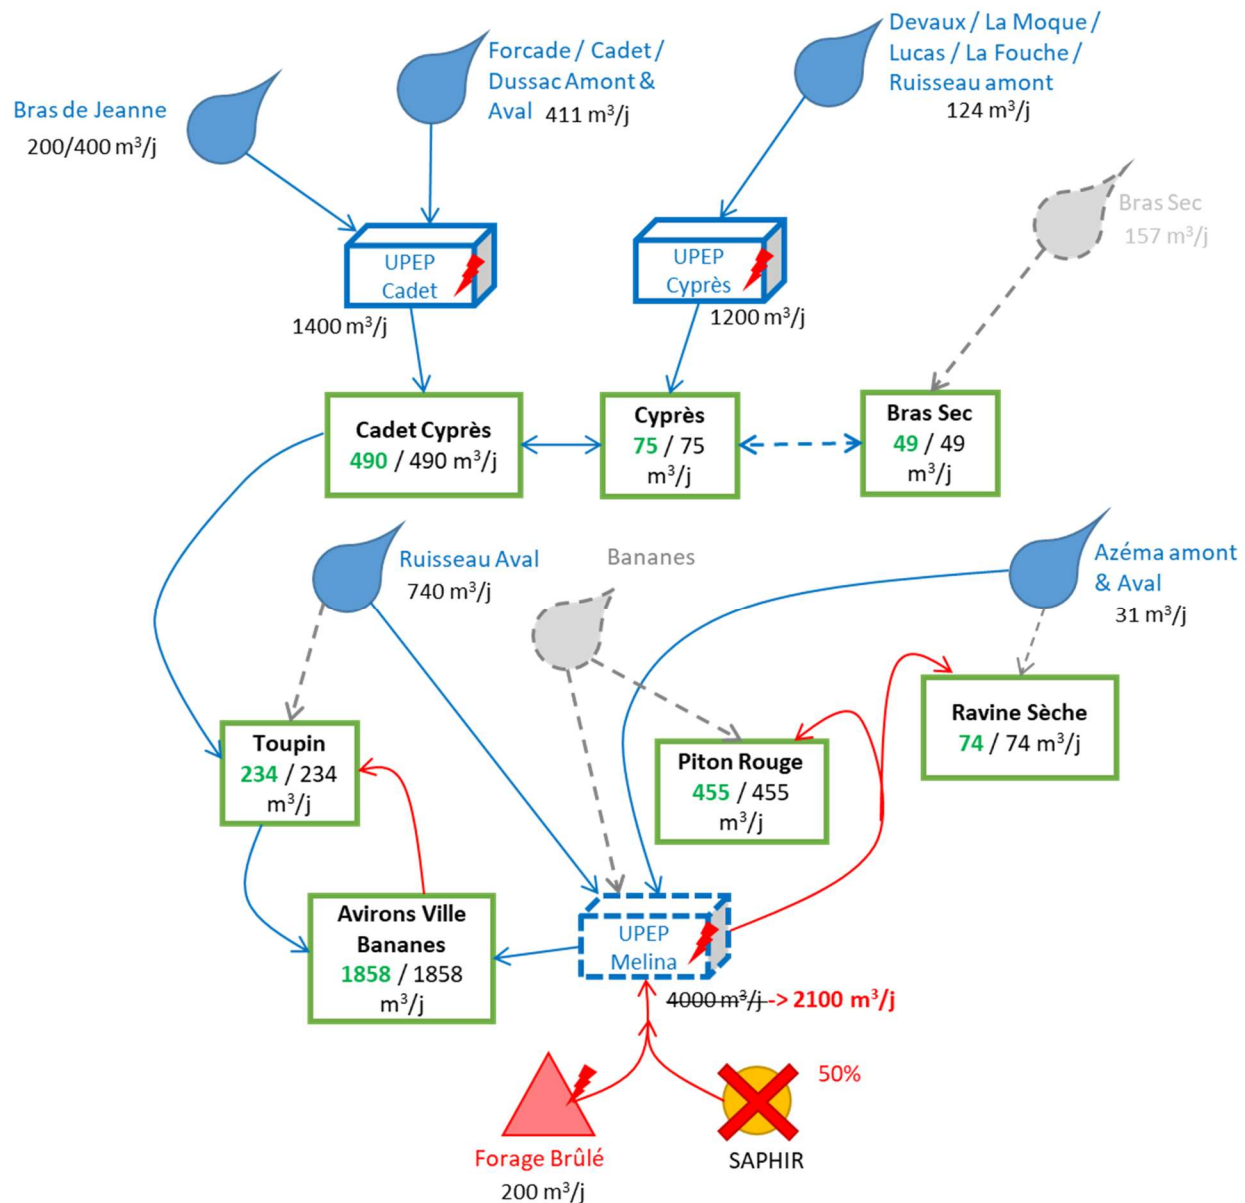 Devaux / La Moque /
Lucas / La Fouche /
Ruisseau amont
124 m³/j
Forcade / Cadet /
Dussac Amont &
Aval 411 m³/j
Bras de Jeanne
200/400 m³/j
Bras Sec
157 m³/j
UPEP
Cadet
1400 m³/j
UPEP
Cyprès
1200 m³/j
Cadet Cyprès
490 / 490 m³/j
Cyprès
75 / 75
m³/j
Bras Sec
49 / 49
m³/j
Ruisseau Aval
740 m³/j
Bananes
Azéma amont
& Aval
31 m³/j
Toupin
234 / 234
m³/j
Piton Rouge
455 / 455
m³/j
Ravine Sèche
74 / 74 m³/j
Avirons Ville
Bananes
1858 / 1858
m³/j
UPEP
Melina
4000 m³/j -> 2100 m³/j
50%
Forage Brûlé
200 m³/j
SAPHIR